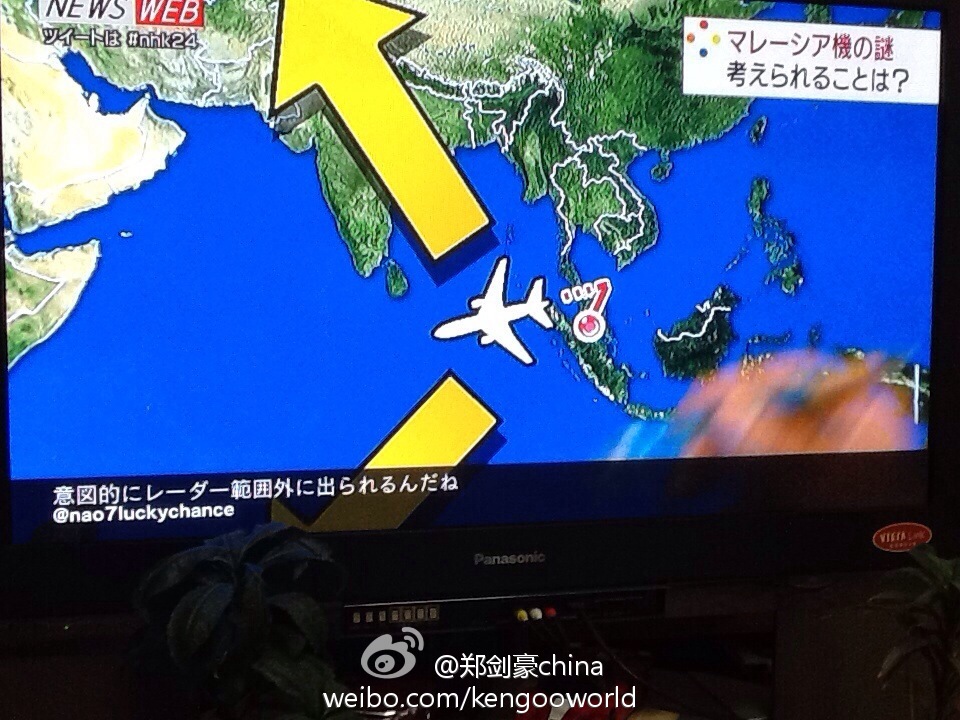 NEWS WEB
ツイートは #nhk24
マレーシア機の謎
考えられることは?
意図的にレーダー範囲外に出られるんだね
@nao7luckychance
VIERA Link
Panasonic
@郑剑豪china
weibo.com/kengooworld